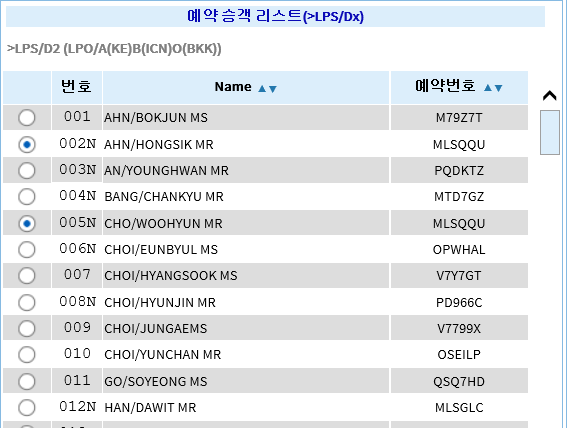 예약 승객 리스트(>LPS/Dx)
>LPS/D2 (LPO/A(KE)B(ICN)O(BKK))
번호 Name ▲▼ 예약번호 ▲▼
001 AHN/BOKJUN MS M79Z7T
002N AHN/HONGSIK MR MLSQQU
003N AN/YOUNGHWAN MR PQDKTZ
004N BANG/CHANKYU MR MTD7GZ
005N CHO/WOOHYUN MR MLSQQU
006N CHOI/EUNBYUL MS OPWHAL
007 CHOI/HYANGSOOK MS V7Y7GT
008N CHOI/HYUNJIN MR PD966C
009 CHOI/JUNGAEMS V7799X
010 CHOI/YUNCHAN MR OSEILP
011 GO/SOYEONG MS QSQ7HD
012N HAN/DAWIT MR MLSGLC